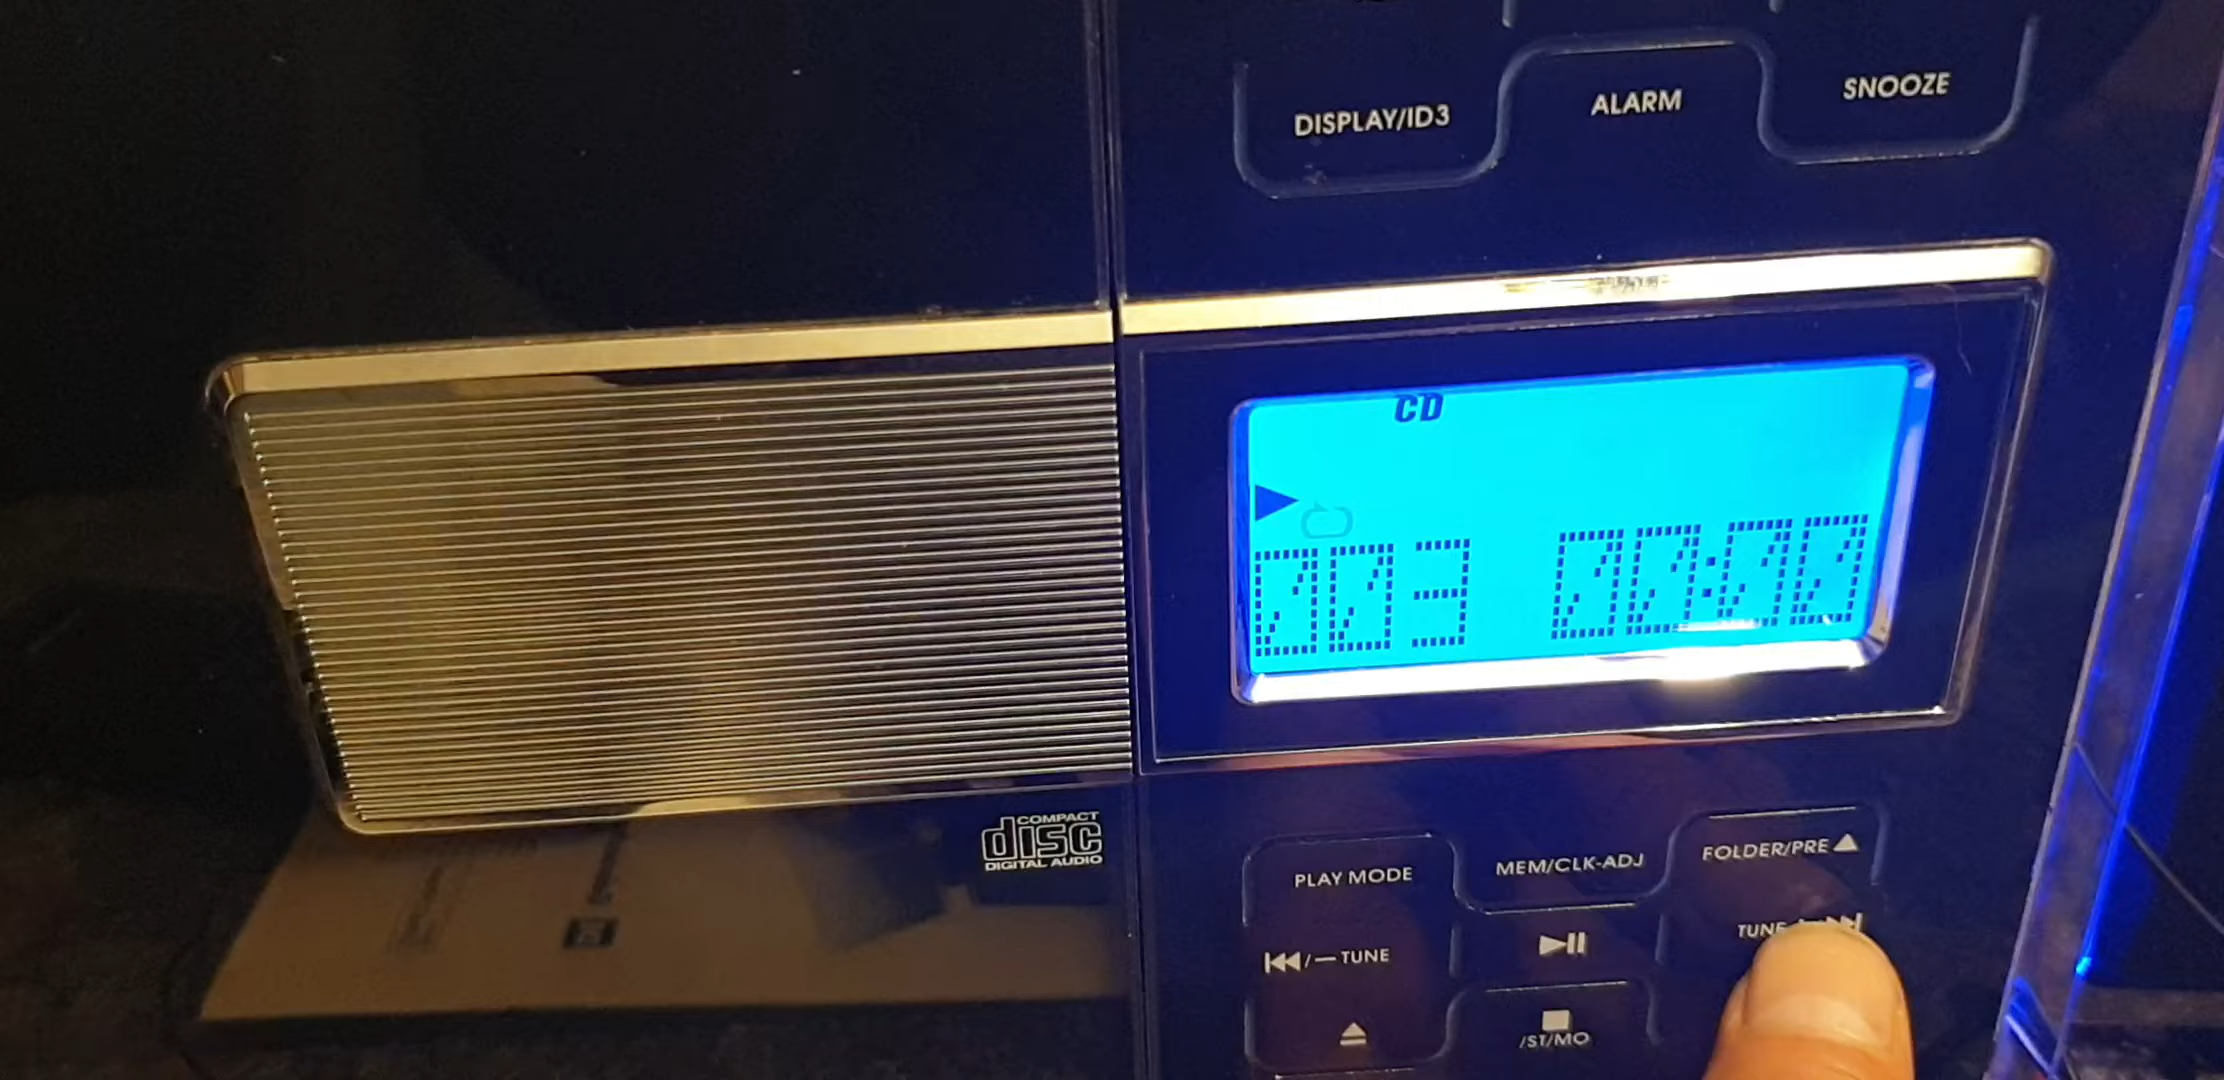 DISPLAY/ID3
ALARM
SNOOZE
CD
003 00:00
COMPACT
disc
DIGITAL AUDIO
PLAY MODE
MEM/CLK-ADJ
FOLDER/PRE
/— TUNE
TUNE
/ST/MO